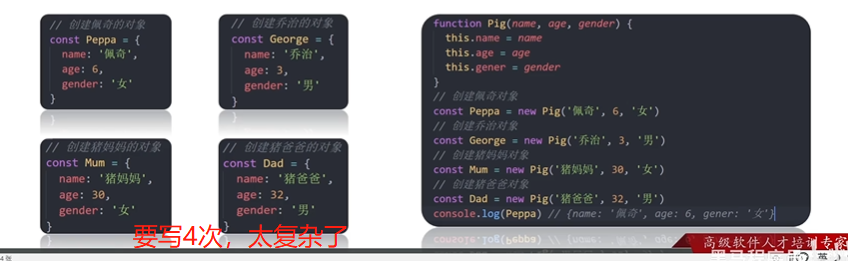 // 创建佩奇的对象
const Peppa = {
name: '佩奇',
age: 6,
gender: '女'
}
// 创建乔治的对象
const George = {
name: '乔治',
age: 3,
gender: '男'
}
// 创建猪妈妈的对象
const Mum = {
name: '猪妈妈',
age: 30,
gender: '女'
}
// 创建猪爸爸的对象
const Dad = {
name: '猪爸爸',
age: 32,
gender: '男'
}
要写4次，太复杂了
function Pig(name, age, gender) {
this.name = name
this.age = age
this.gener = gender
}
// 创建佩奇对象
const Peppa = new Pig('佩奇', 6, '女')
// 创建乔治对象
const George = new Pig('乔治', 3, '男')
// 创建猪妈妈对象
const Mum = new Pig('猪妈妈', 30, '女')
// 创建猪爸爸对象
const Dad = new Pig('猪爸爸', 32, '男')
console.log(Peppa) // {name: '佩奇', age: 6, gener: '女'}
高级软件人才培训专家